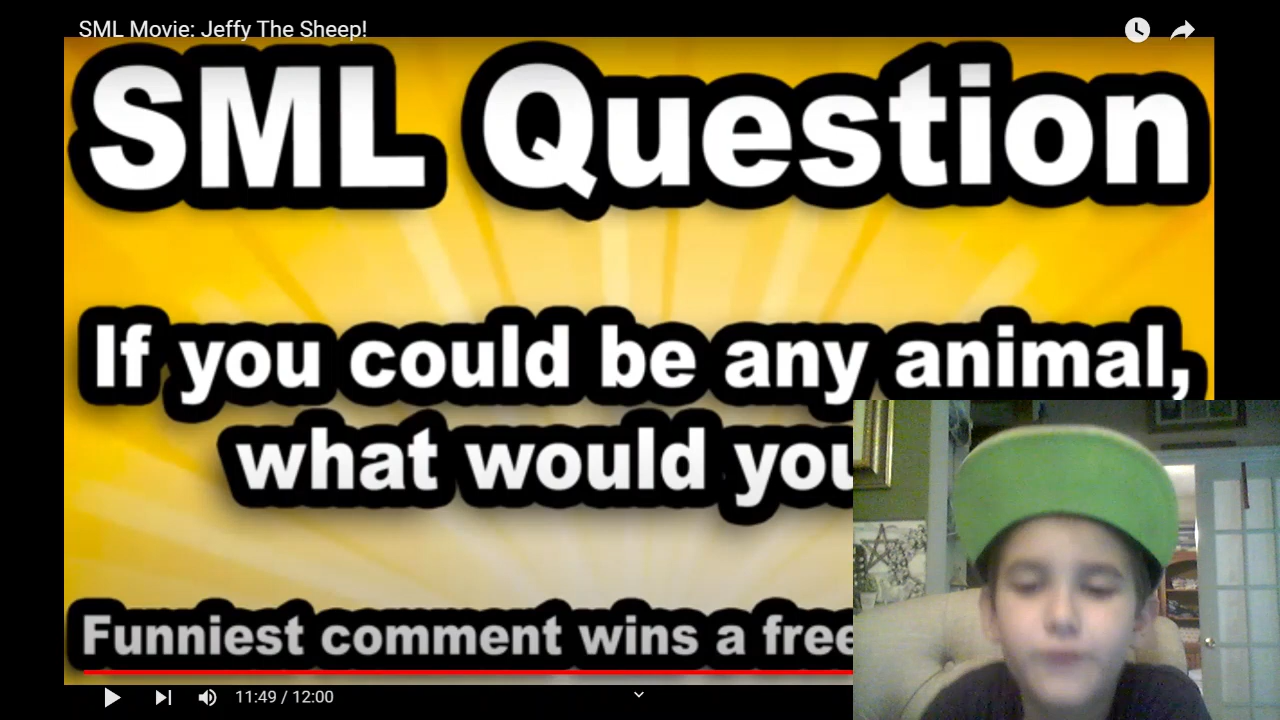 SML Movie: Jeffy The Sheep!
SML Question
If you could be any animal,
what would you
Funniest comment wins a free
11:49 / 12:00